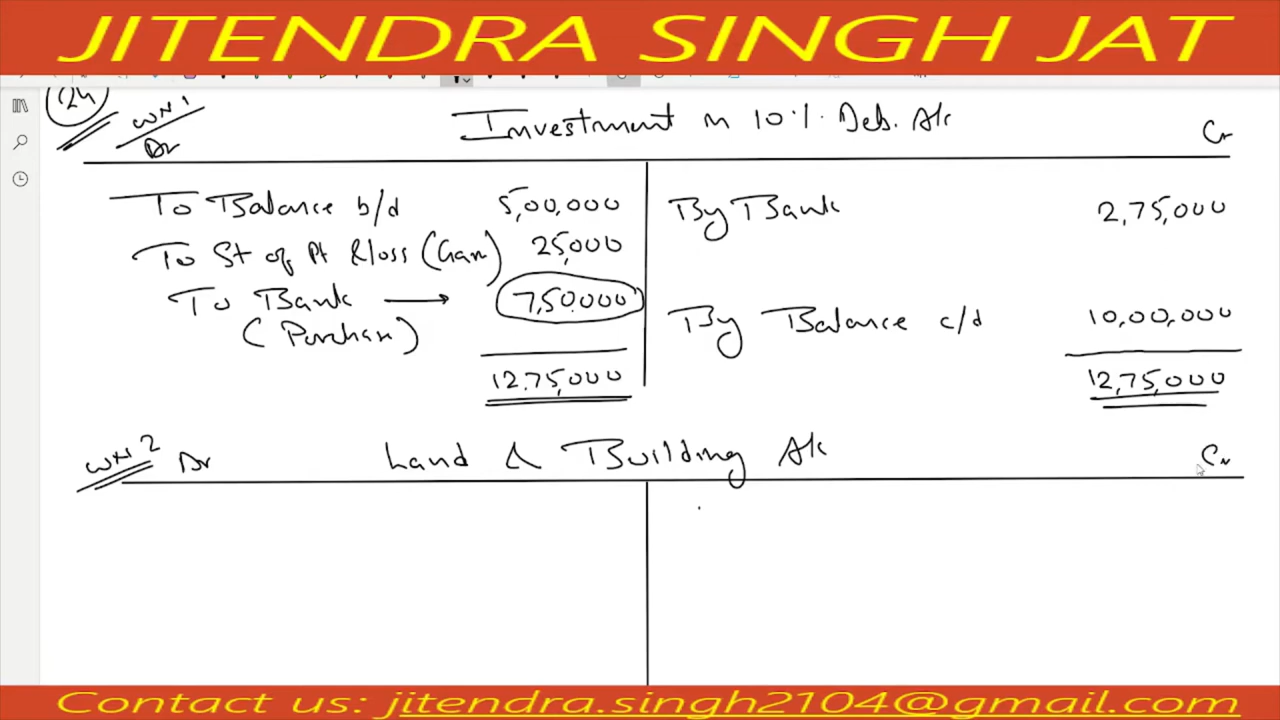 JITENDRA SINGH JAT
24
WN 1
Dr
Investment in 10%. Deb. A/c
Cr
To Balance b/d 5,00,000 By Bank 2,75,000
To St of Pt & loss (Gain) 25,000
To Bank → 7,50,000 By Balance c/d 10,00,000
(Purchase)
12,75,000 12,75,000
WN 2 Dr Land & Building A/c Cr
Contact us: jitendra.singh2104@gmail.com